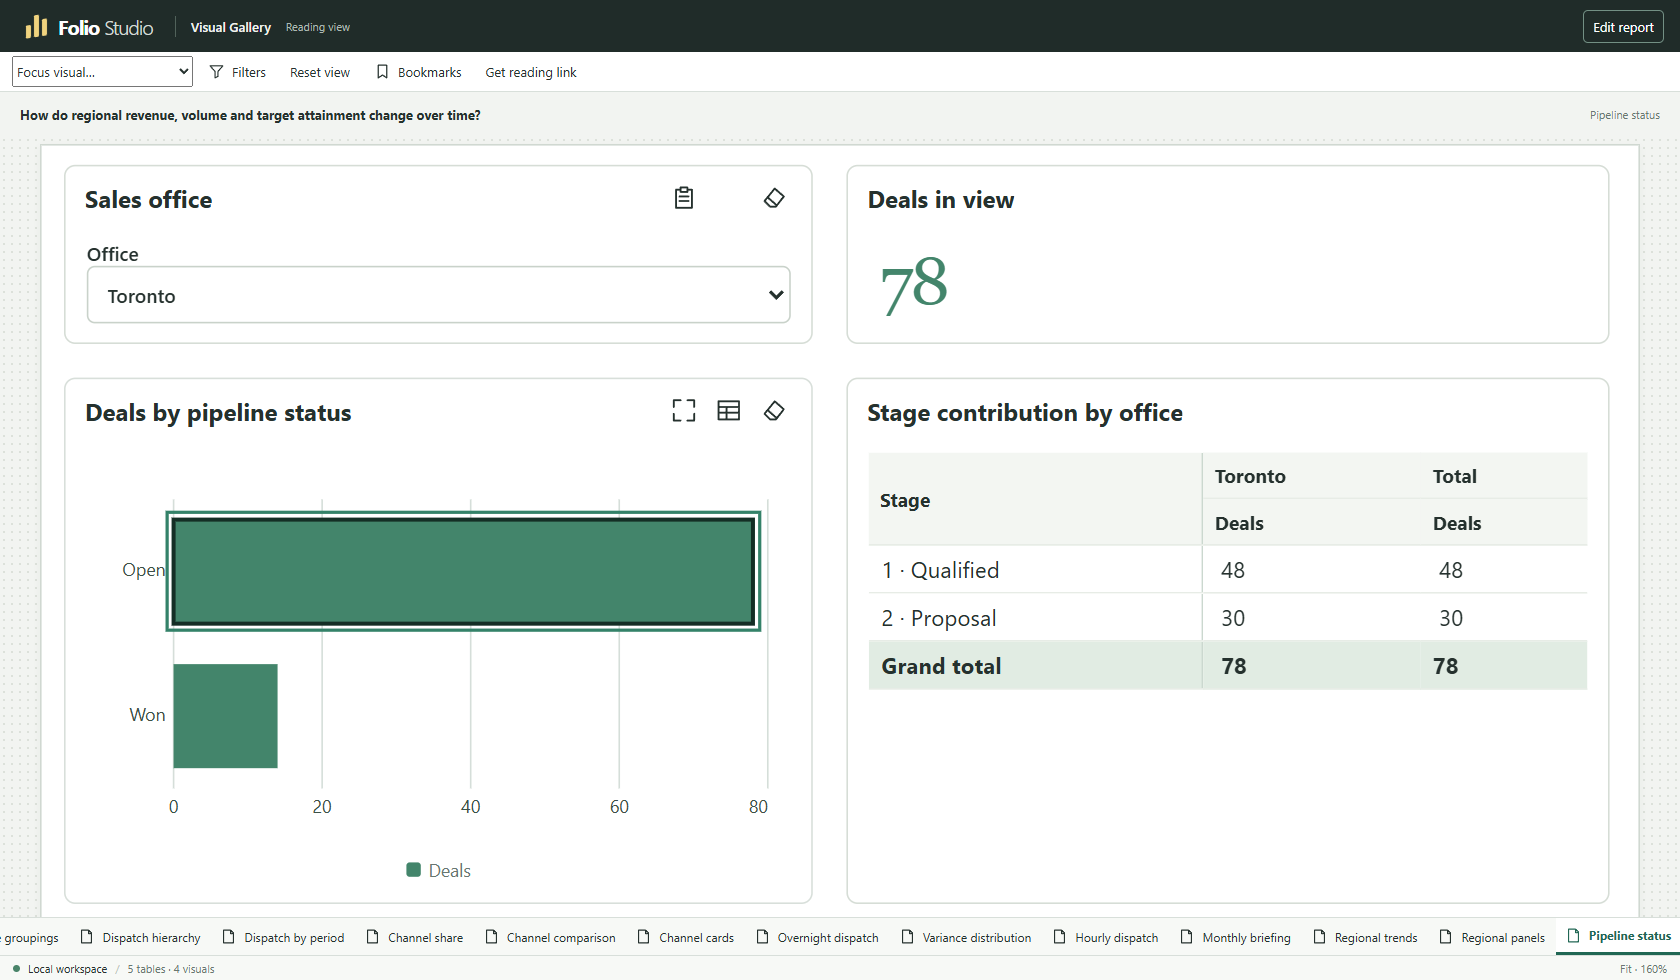 Folio Studio
Visual Gallery
Reading view
Edit report
Focus visual...
Filters
Reset view
Bookmarks
Get reading link
How do regional revenue, volume and target attainment change over time?
Pipeline status
Sales office
Office
Toronto
Deals in view
78
Deals by pipeline status
Open
Won
0 20 40 60 80
Deals
Stage contribution by office
Stage Toronto Total
Deals Deals
1 · Qualified 48 48
2 · Proposal 30 30
Grand total 78 78
groupings
Dispatch hierarchy
Dispatch by period
Channel share
Channel comparison
Channel cards
Overnight dispatch
Variance distribution
Hourly dispatch
Monthly briefing
Regional trends
Regional panels
Pipeline status
Local workspace / 5 tables · 4 visuals
Fit · 160%